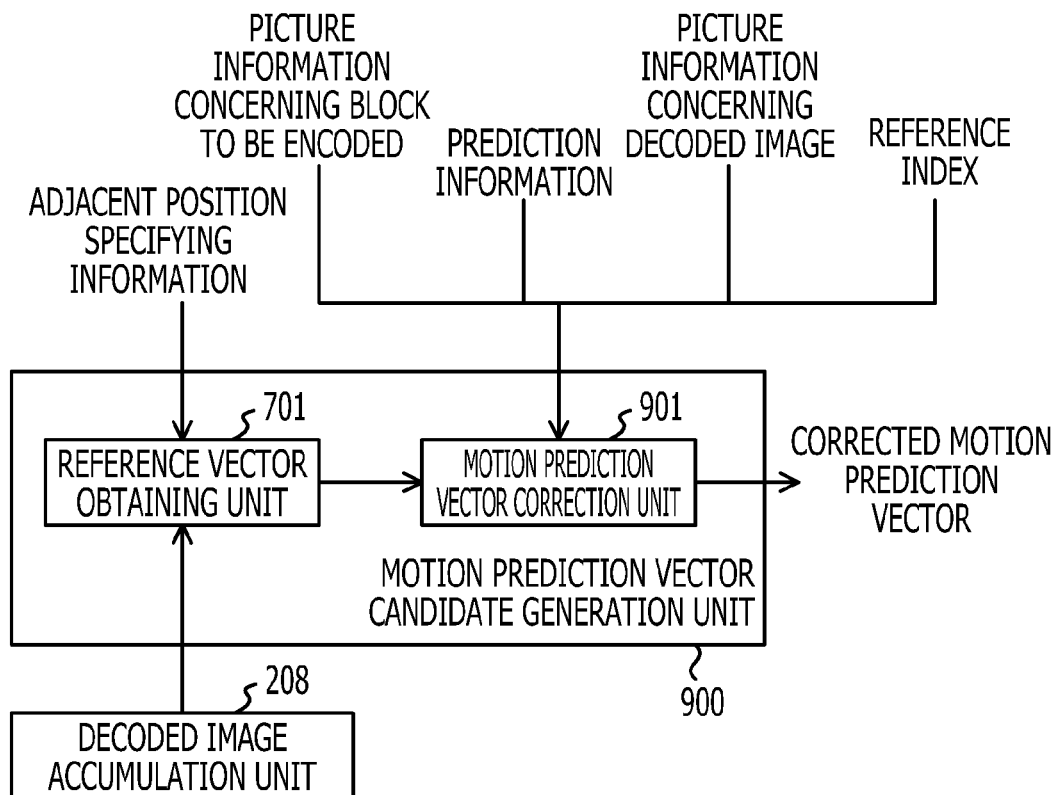 PICTURE
INFORMATION
CONCERNING BLOCK
TO BE ENCODED
PREDICTION
INFORMATION
PICTURE
INFORMATION
CONCERNING
DECODED IMAGE
REFERENCE
INDEX
ADJACENT POSITION
SPECIFYING
INFORMATION
701
REFERENCE VECTOR
OBTAINING UNIT
901
MOTION PREDICTION
VECTOR CORRECTION UNIT
CORRECTED MOTION
PREDICTION
VECTOR
MOTION PREDICTION VECTOR
CANDIDATE GENERATION UNIT
900
208
DECODED IMAGE
ACCUMULATION UNIT